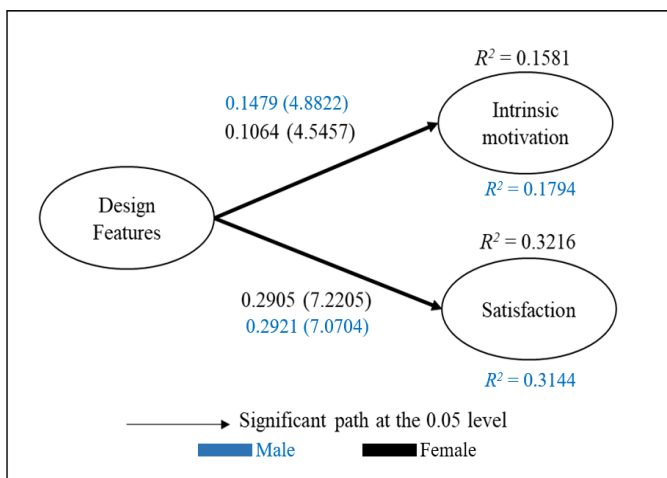 R² = 0.1581
0.1479 (4.8822)
0.1064 (4.5457)
Intrinsic
motivation
R² = 0.1794
Design
Features
R² = 0.3216
0.2905 (7.2205)
0.2921 (7.0704)
Satisfaction
R² = 0.3144
Significant path at the 0.05 level
Male
Female